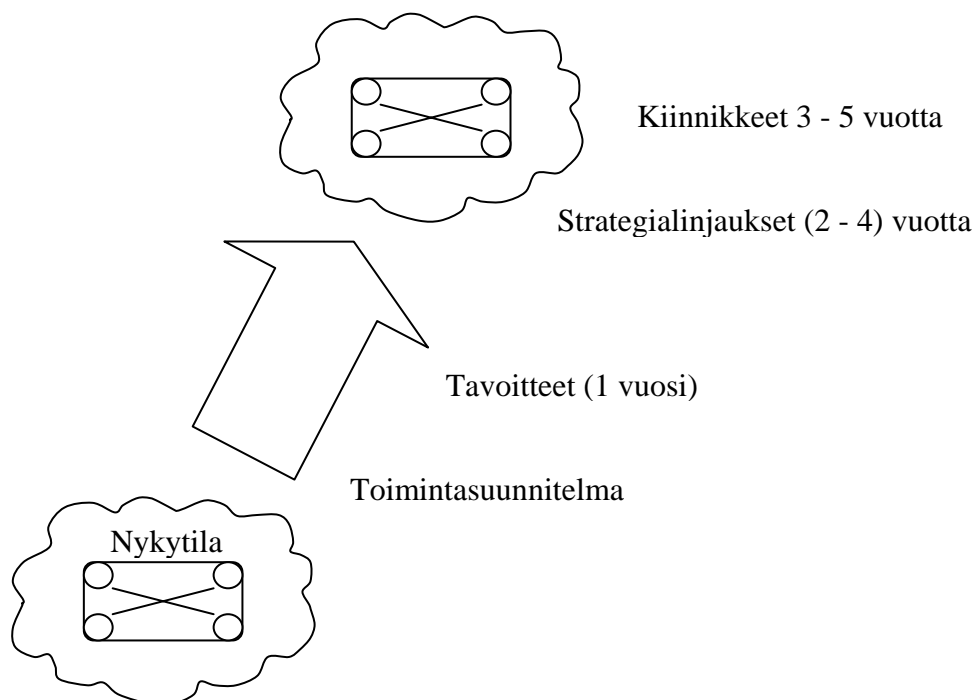 Kiinnikkeet 3 - 5 vuotta
Strategialinjaukset (2 - 4) vuotta
Tavoitteet (1 vuosi)
Toimintasuunnitelma
Nykytila